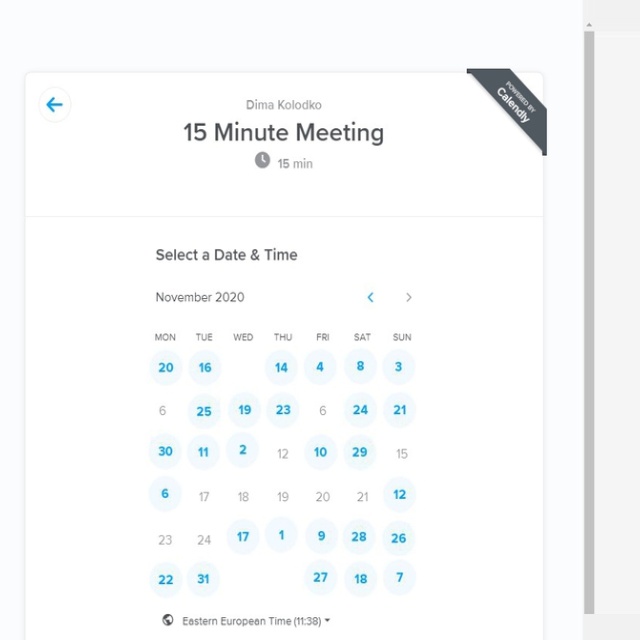 Dima Kolodko
15 Minute Meeting
15 min
POWERED BY
Calendly
Select a Date & Time
November 2020
MON TUE WED THU FRI SAT SUN
20 16 14 4 8 3
6 25 19 23 6 24 21
30 11 2 12 10 29 15
6 17 18 19 20 21 12
23 24 17 1 9 28 26
22 31 27 18 7
Eastern European Time (11:38)